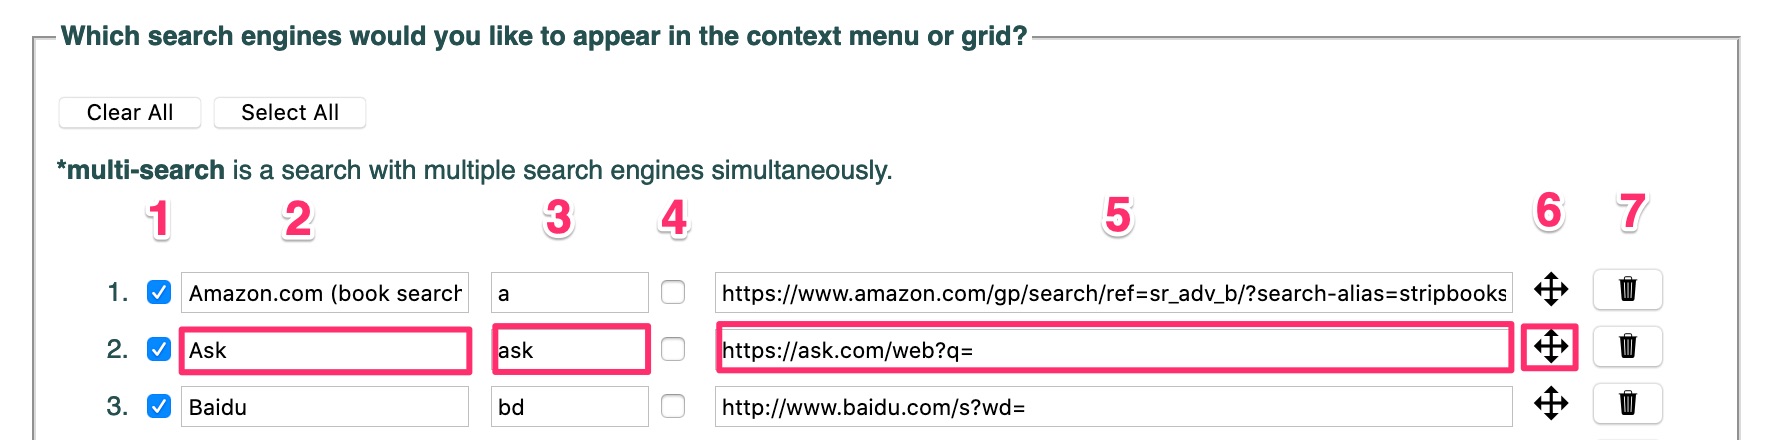 Which search engines would you like to appear in the context menu or grid?
Clear All Select All
*multi-search is a search with multiple search engines simultaneously.
1 2 3 4 5 6 7
1. Amazon.com (book search a https://www.amazon.com/gp/search/ref=sr_adv_b/?search-alias=stripbooks
2. Ask ask https://ask.com/web?q=
3. Baidu bd http://www.baidu.com/s?wd=